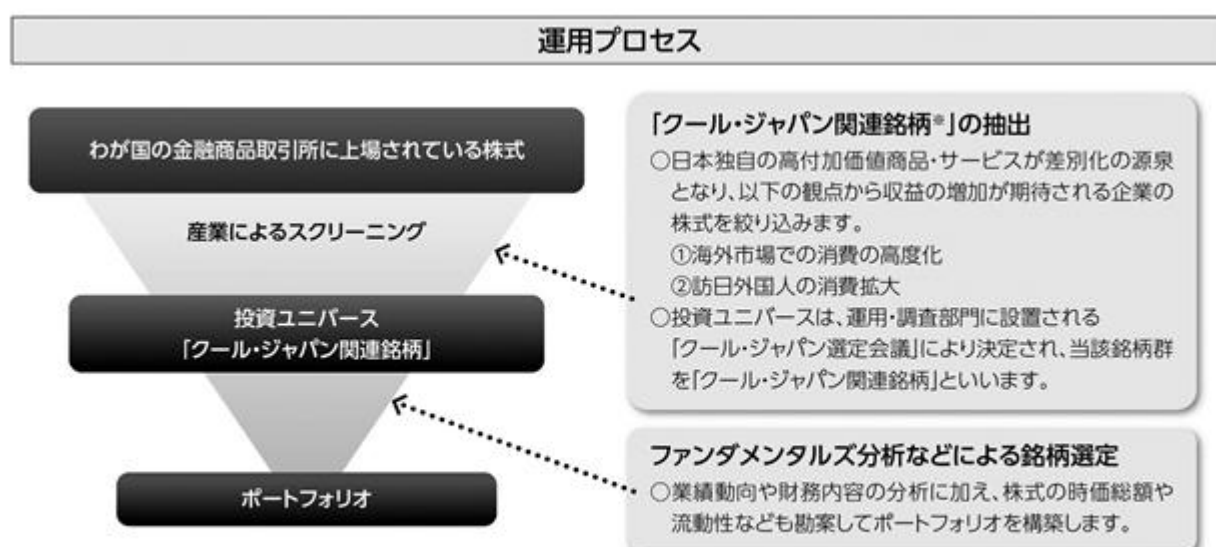 運用プロセス
わが国の金融商品取引所に上場されている株式
産業によるスクリーニング
投資ユニバース
「クール・ジャパン関連銘柄」
ポートフォリオ
「クール・ジャパン関連銘柄※」の抽出
○日本独自の高付加価値商品・サービスが差別化の源泉
となり、以下の観点から収益の増加が期待される企業の
株式を絞り込みます。
①海外市場での消費の高度化
②訪日外国人の消費拡大
○投資ユニバースは、運用・調査部門に設置される
「クール・ジャパン選定会議」により決定され、当該銘柄群
を「クール・ジャパン関連銘柄」といいます。
ファンダメンタルズ分析などによる銘柄選定
○業績動向や財務内容の分析に加え、株式の時価総額や
流動性なども勘案してポートフォリオを構築します。